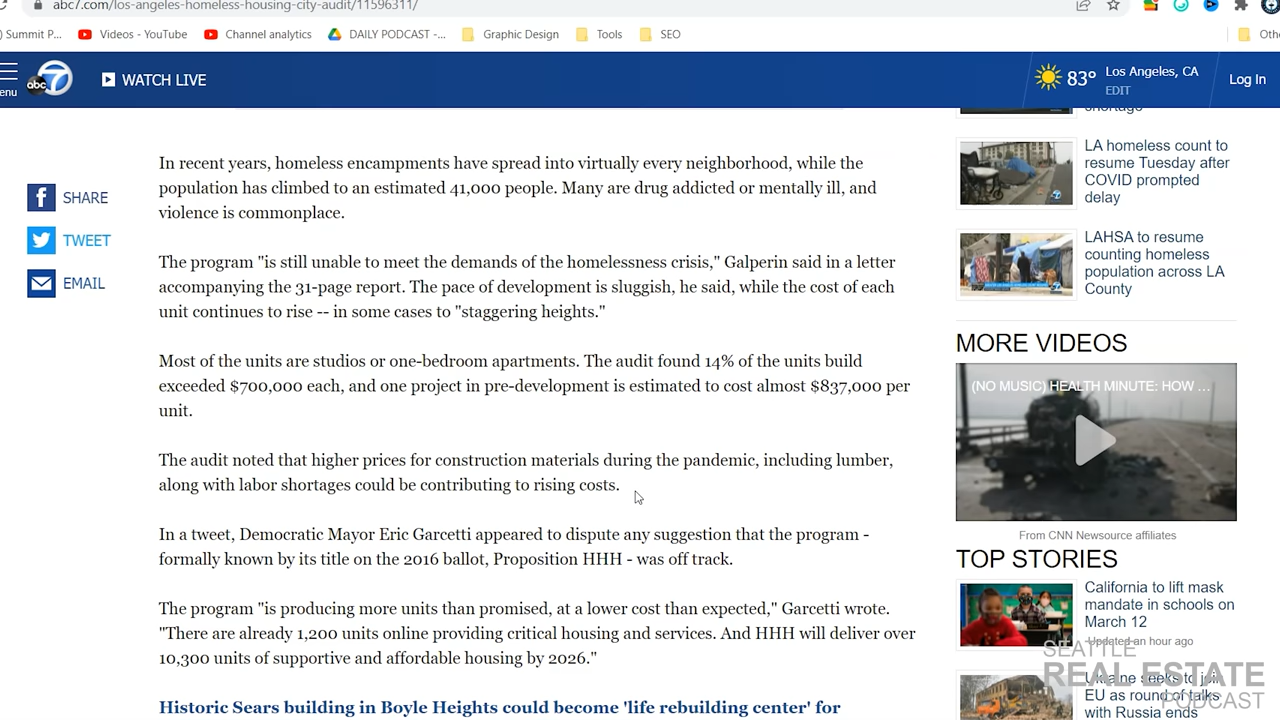 abc7.com/los-angeles-homeless-housing-city-audit/11596311/
) Summit P...
Videos - YouTube
Channel analytics
DAILY PODCAST -...
Graphic Design
Tools
SEO
Othe
enu
abc 7
WATCH LIVE
83°
Los Angeles, CA
EDIT
Log In
SHARE
TWEET
EMAIL
In recent years, homeless encampments have spread into virtually every neighborhood, while the
population has climbed to an estimated 41,000 people. Many are drug addicted or mentally ill, and
violence is commonplace.
The program "is still unable to meet the demands of the homelessness crisis," Galperin said in a letter
accompanying the 31-page report. The pace of development is sluggish, he said, while the cost of each
unit continues to rise -- in some cases to "staggering heights."
Most of the units are studios or one-bedroom apartments. The audit found 14% of the units build
exceeded $700,000 each, and one project in pre-development is estimated to cost almost $837,000 per
unit.
The audit noted that higher prices for construction materials during the pandemic, including lumber,
along with labor shortages could be contributing to rising costs.
In a tweet, Democratic Mayor Eric Garcetti appeared to dispute any suggestion that the program -
formally known by its title on the 2016 ballot, Proposition HHH - was off track.
The program "is producing more units than promised, at a lower cost than expected," Garcetti wrote.
"There are already 1,200 units online providing critical housing and services. And HHH will deliver over
10,300 units of supportive and affordable housing by 2026."
Historic Sears building in Boyle Heights could become 'life rebuilding center' for
shortage
LA homeless count to
resume Tuesday after
COVID prompted
delay
LAHSA to resume
counting homeless
population across LA
County
MORE VIDEOS
(NO MUSIC) HEALTH MINUTE: HOW ...
From CNN Newsource affiliates
TOP STORIES
California to lift mask
mandate in schools on
March 12
Updated an hour ago
Ukraine seeks to join
EU as round of talks
with Russia ends
SEATTLE
REAL ESTATE
PODCAST